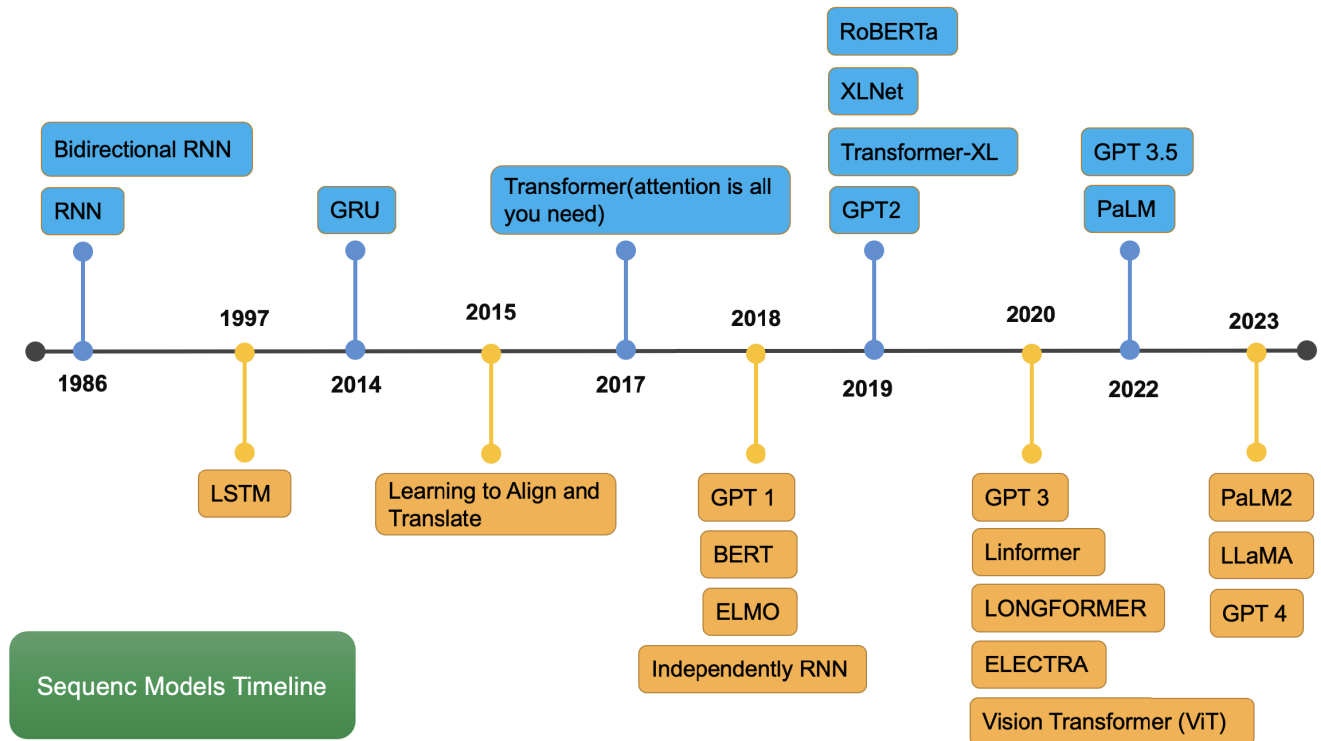 RoBERTa
XLNet
Bidirectional RNN
Transformer-XL
GPT 3.5
Transformer(attention is all
you need)
RNN
GRU
GPT2
PaLM
1997
2015
2018
2020
2023
1986
2014
2017
2019
2022
LSTM
Learning to Align and
Translate
GPT 1
GPT 3
PaLM2
BERT
Linformer
LLaMA
ELMO
LONGFORMER
GPT 4
Independently RNN
ELECTRA
Sequenc Models Timeline
Vision Transformer (ViT)